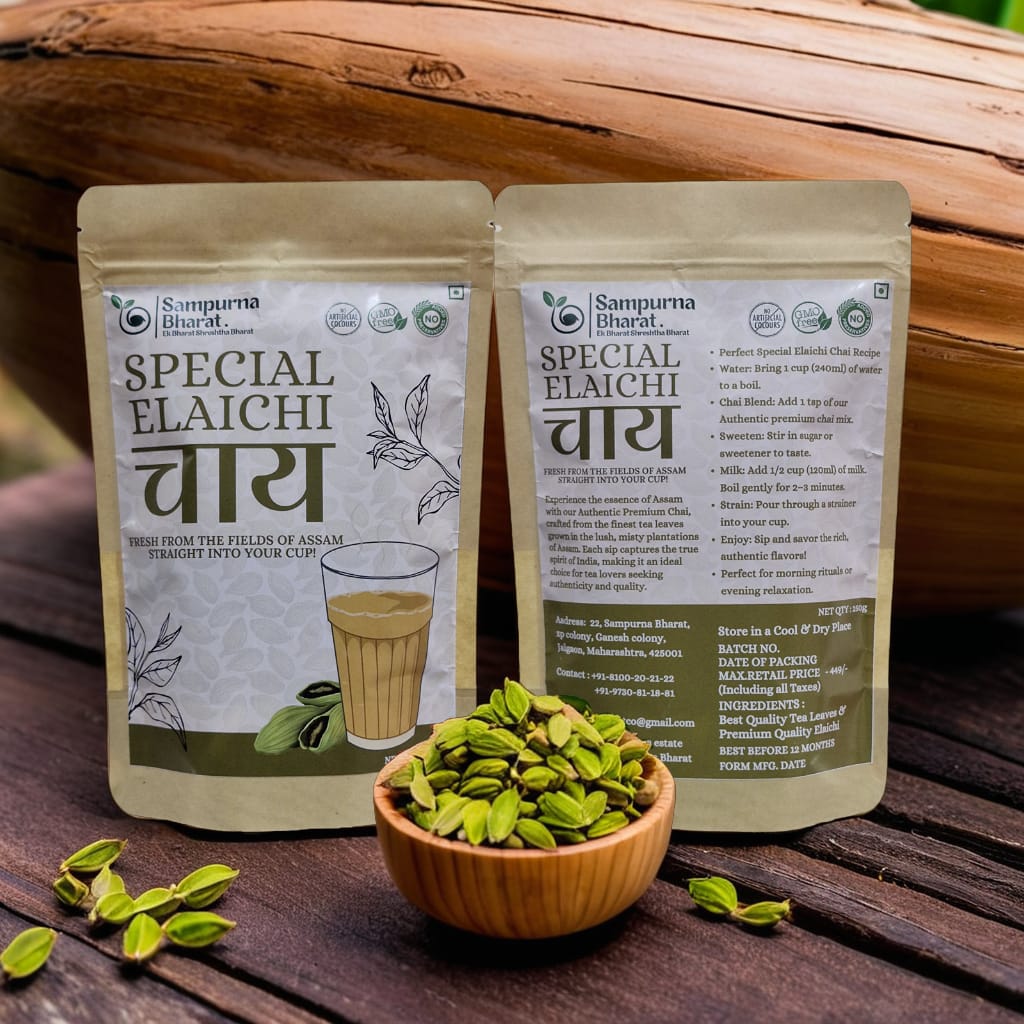 Sampurna
Bharat.
Ek Bharat Shreshtha Bharat
NO
ARTIFICIAL
COLOURS
GMO
Free
NO
SPECIAL
ELAICHI
चाय
FRESH FROM THE FIELDS OF ASSAM
STRAIGHT INTO YOUR CUP!
Sampurna
Bharat.
Ek Bharat Shreshtha Bharat
NO
ARTIFICIAL
COLOURS
GMO
Free
NO
SPECIAL
ELAICHI
चाय
FRESH FROM THE FIELDS OF ASSAM
STRAIGHT INTO YOUR CUP!
Experience the essence of Assam
with our Authentic Premium Chai,
crafted from the finest tea leaves
grown in the lush, misty plantations
of Assam. Each sip captures the true
spirit of India, making it an ideal
choice for tea lovers seeking
authenticity and quality.
• Perfect Special Elaichi Chai Recipe
• Water: Bring 1 cup (240ml) of water
to a boil.
• Chai Blend: Add 1 tsp of our
Authentic premium chai mix.
• Sweeten: Stir in sugar or
sweetener to taste.
• Milk: Add 1/2 cup (120ml) of milk.
Boil gently for 2-3 minutes.
• Strain: Pour through a strainer
into your cup.
• Enjoy: Sip and savor the rich,
authentic flavors!
• Perfect for morning rituals or
evening relaxation.
Aadress: 22, Sampurna Bharat,
xp colony, Ganesh colony,
Jalgaon, Maharashtra, 425001
Contact : +91-8100-20-21-22
+91-9730-81-18-81
co@gmail.com
estate
Bharat
NET QTY : 250g
Store in a Cool & Dry Place
BATCH NO.
DATE OF PACKING
MAX.RETAIL PRICE - 449/-
(Including all Taxes)
INGREDIENTS :
Best Quality Tea Leaves &
Premium Quality Elaichi
BEST BEFORE 12 MONTHS
FORM MFG. DATE